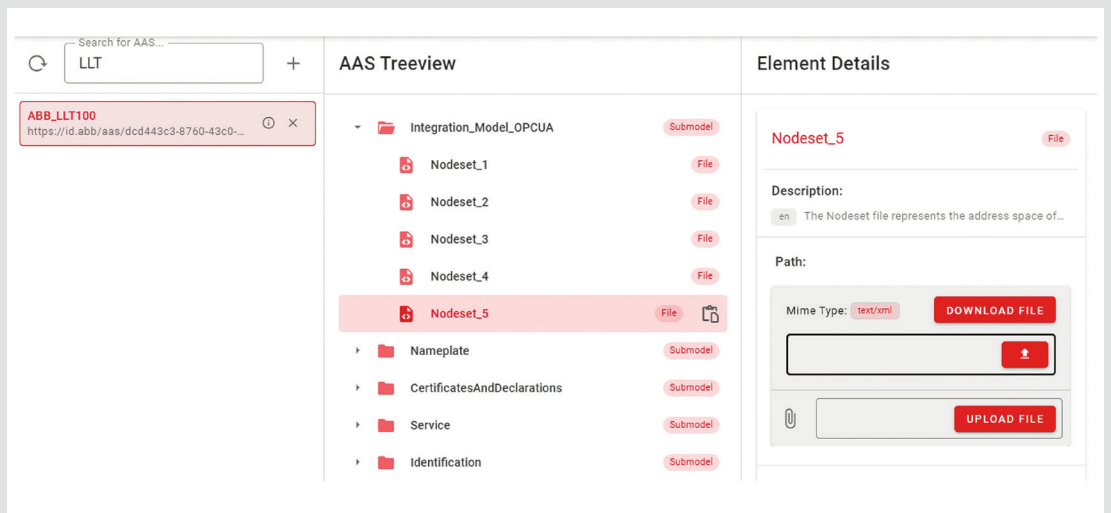 Search for AAS...
LLT
ABB_LLT100
https://id.abb/aas/dcd443c3-8760-43c0-...
AAS Treeview
Integration_Model_OPCUA Submodel
Nodeset_1 File
Nodeset_2 File
Nodeset_3 File
Nodeset_4 File
Nodeset_5 File
Nameplate Submodel
CertificatesAndDeclarations Submodel
Service Submodel
Identification Submodel
Element Details
Nodeset_5 File
Description:
en The Nodeset file represents the address space of...
Path:
Mime Type: text/xml DOWNLOAD FILE
UPLOAD FILE